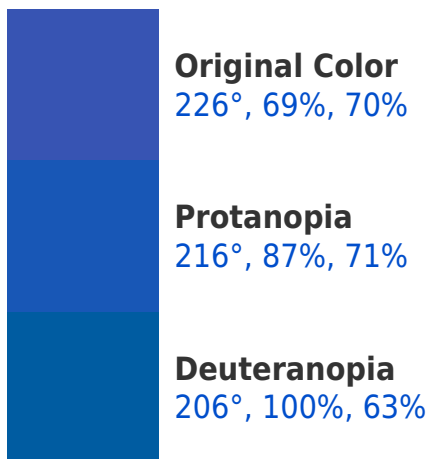 Original Color
226°, 69%, 70%
Protanopia
216°, 87%, 71%
Deuteranopia
206°, 100%, 63%